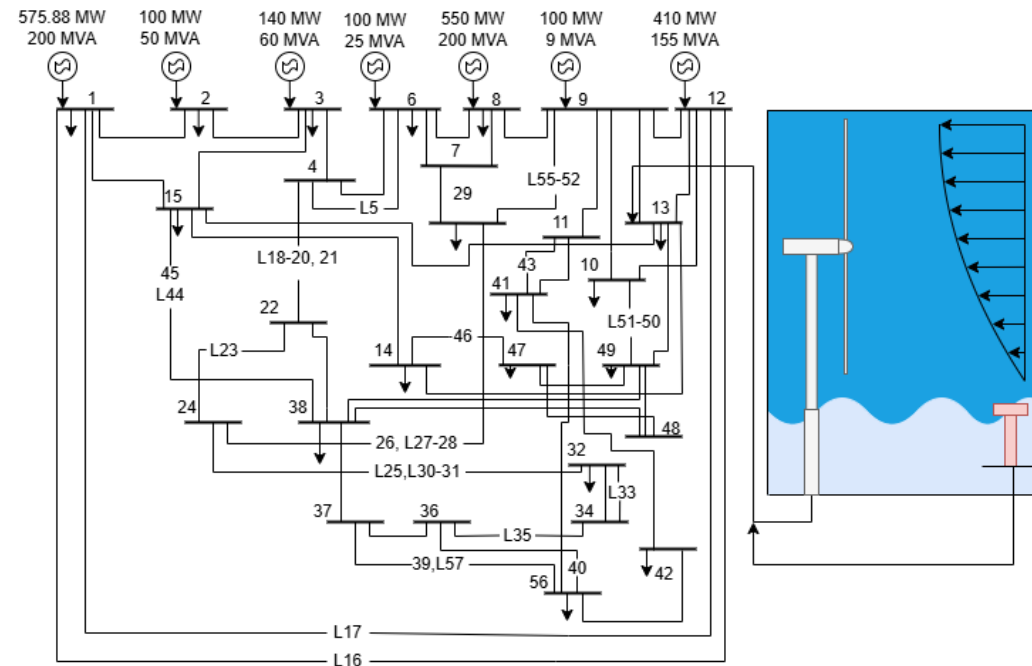 575.88 MW
200 MVA
100 MW
50 MVA
140 MW
60 MVA
100 MW
25 MVA
550 MW
200 MVA
100 MW
9 MVA
410 MW
155 MVA
1
2
3
6
8
9
12
7
4
L55-52
29
15
L5
11
13
L18-20, 21
45
L44
43
10
41
22
L51-50
46
L23
14
47
49
24
38
48
26, L27-28
32
L25,L30-31
L33
37
36
34
L35
39,L57
40
42
56
L17
L16